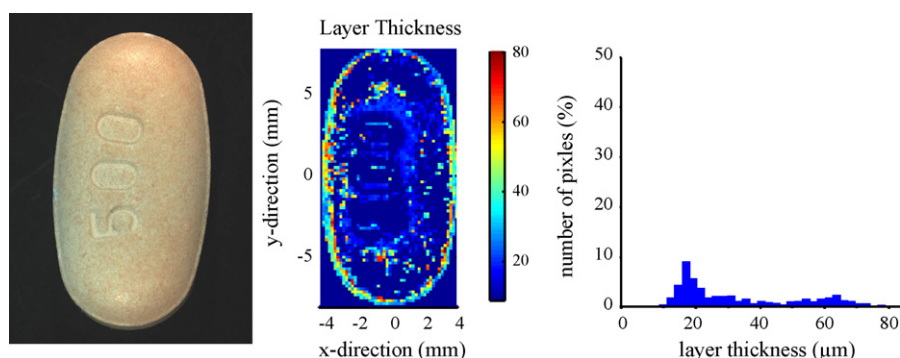 500
Layer Thickness
y-direction (mm)
5
0
-5
-4 -2 0 2 4
x-direction (mm)
80
60
40
20
number of pixles (%)
50
40
30
20
10
0
0 20 40 60 80
layer thickness (µm)